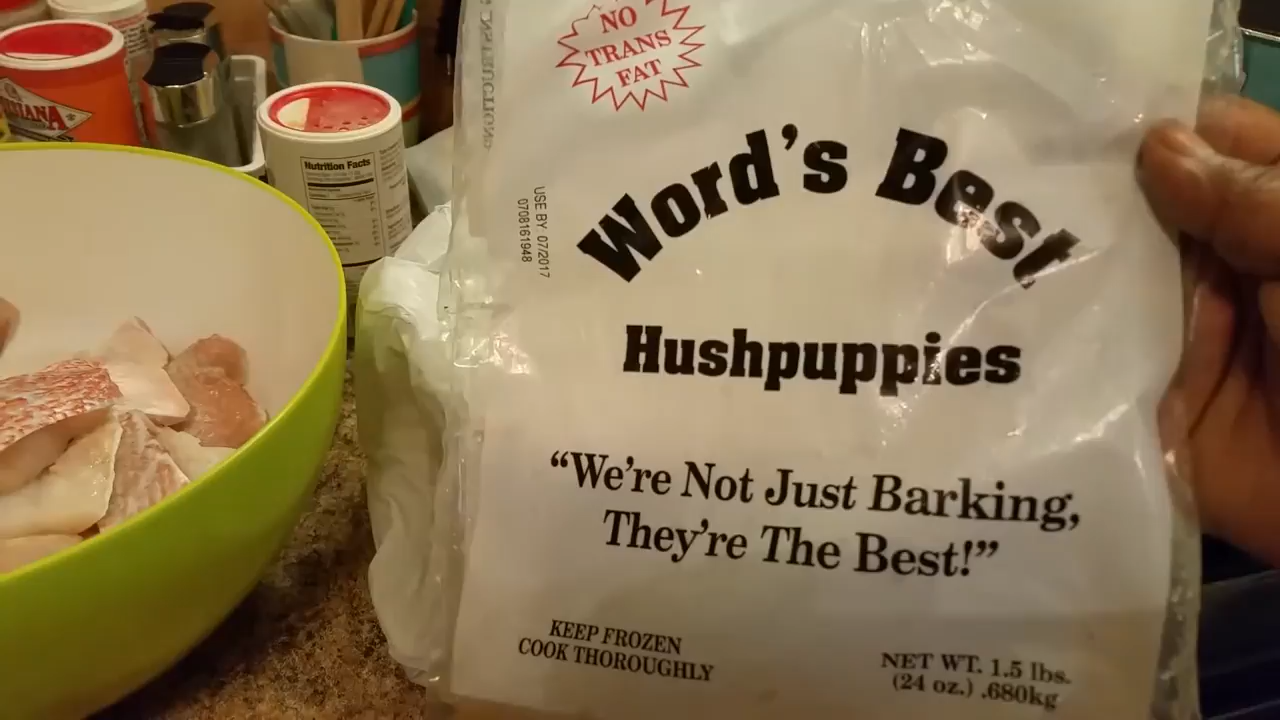 NO
TRANS
FAT
Word's Best
Hushpuppies
“We're Not Just Barking,
They're The Best!”
KEEP FROZEN
COOK THOROUGHLY
NET WT. 1.5 lbs.
(24 oz.) .680kg
USE BY 07/2017
0708161948
Nutrition Facts